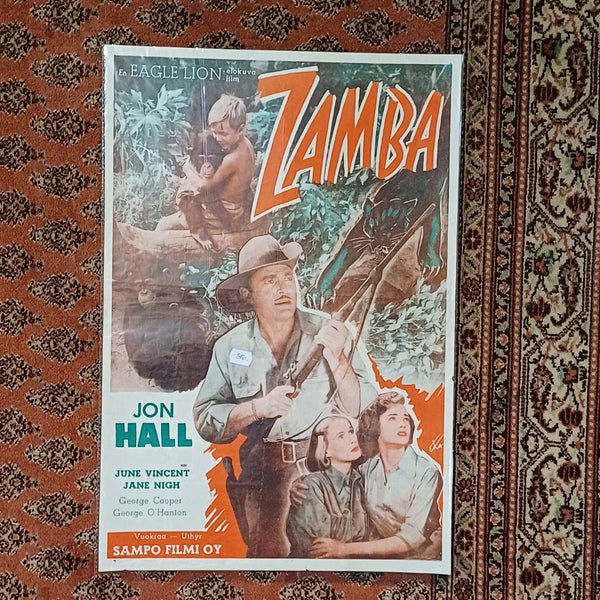 En EAGLE LION -elokuva
film
ZAMBA
JON
HALL
JUNE VINCENT
JANE NIGH
George Cooper
George O'Hanlon
Vuokraa — Uthyr
SAMPO FILMI OY